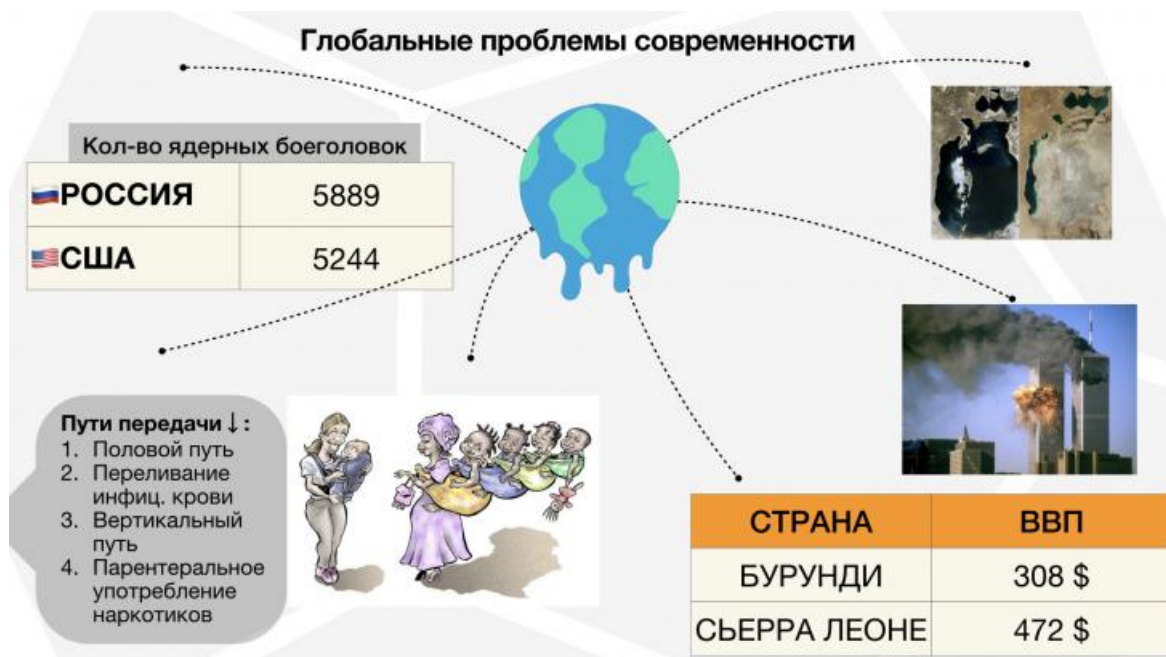 Глобальные проблемы современности
Кол-во ядерных боеголовок
РОССИЯ 5889
США 5244
Пути передачи ↓:
1. Половой путь
2. Переливание
инфиц. крови
3. Вертикальный
путь
4. Парентеральное
употребление
наркотиков
СТРАНА ВВП
БУРУНДИ 308 $
СЬЕРРА ЛЕОНЕ 472 $